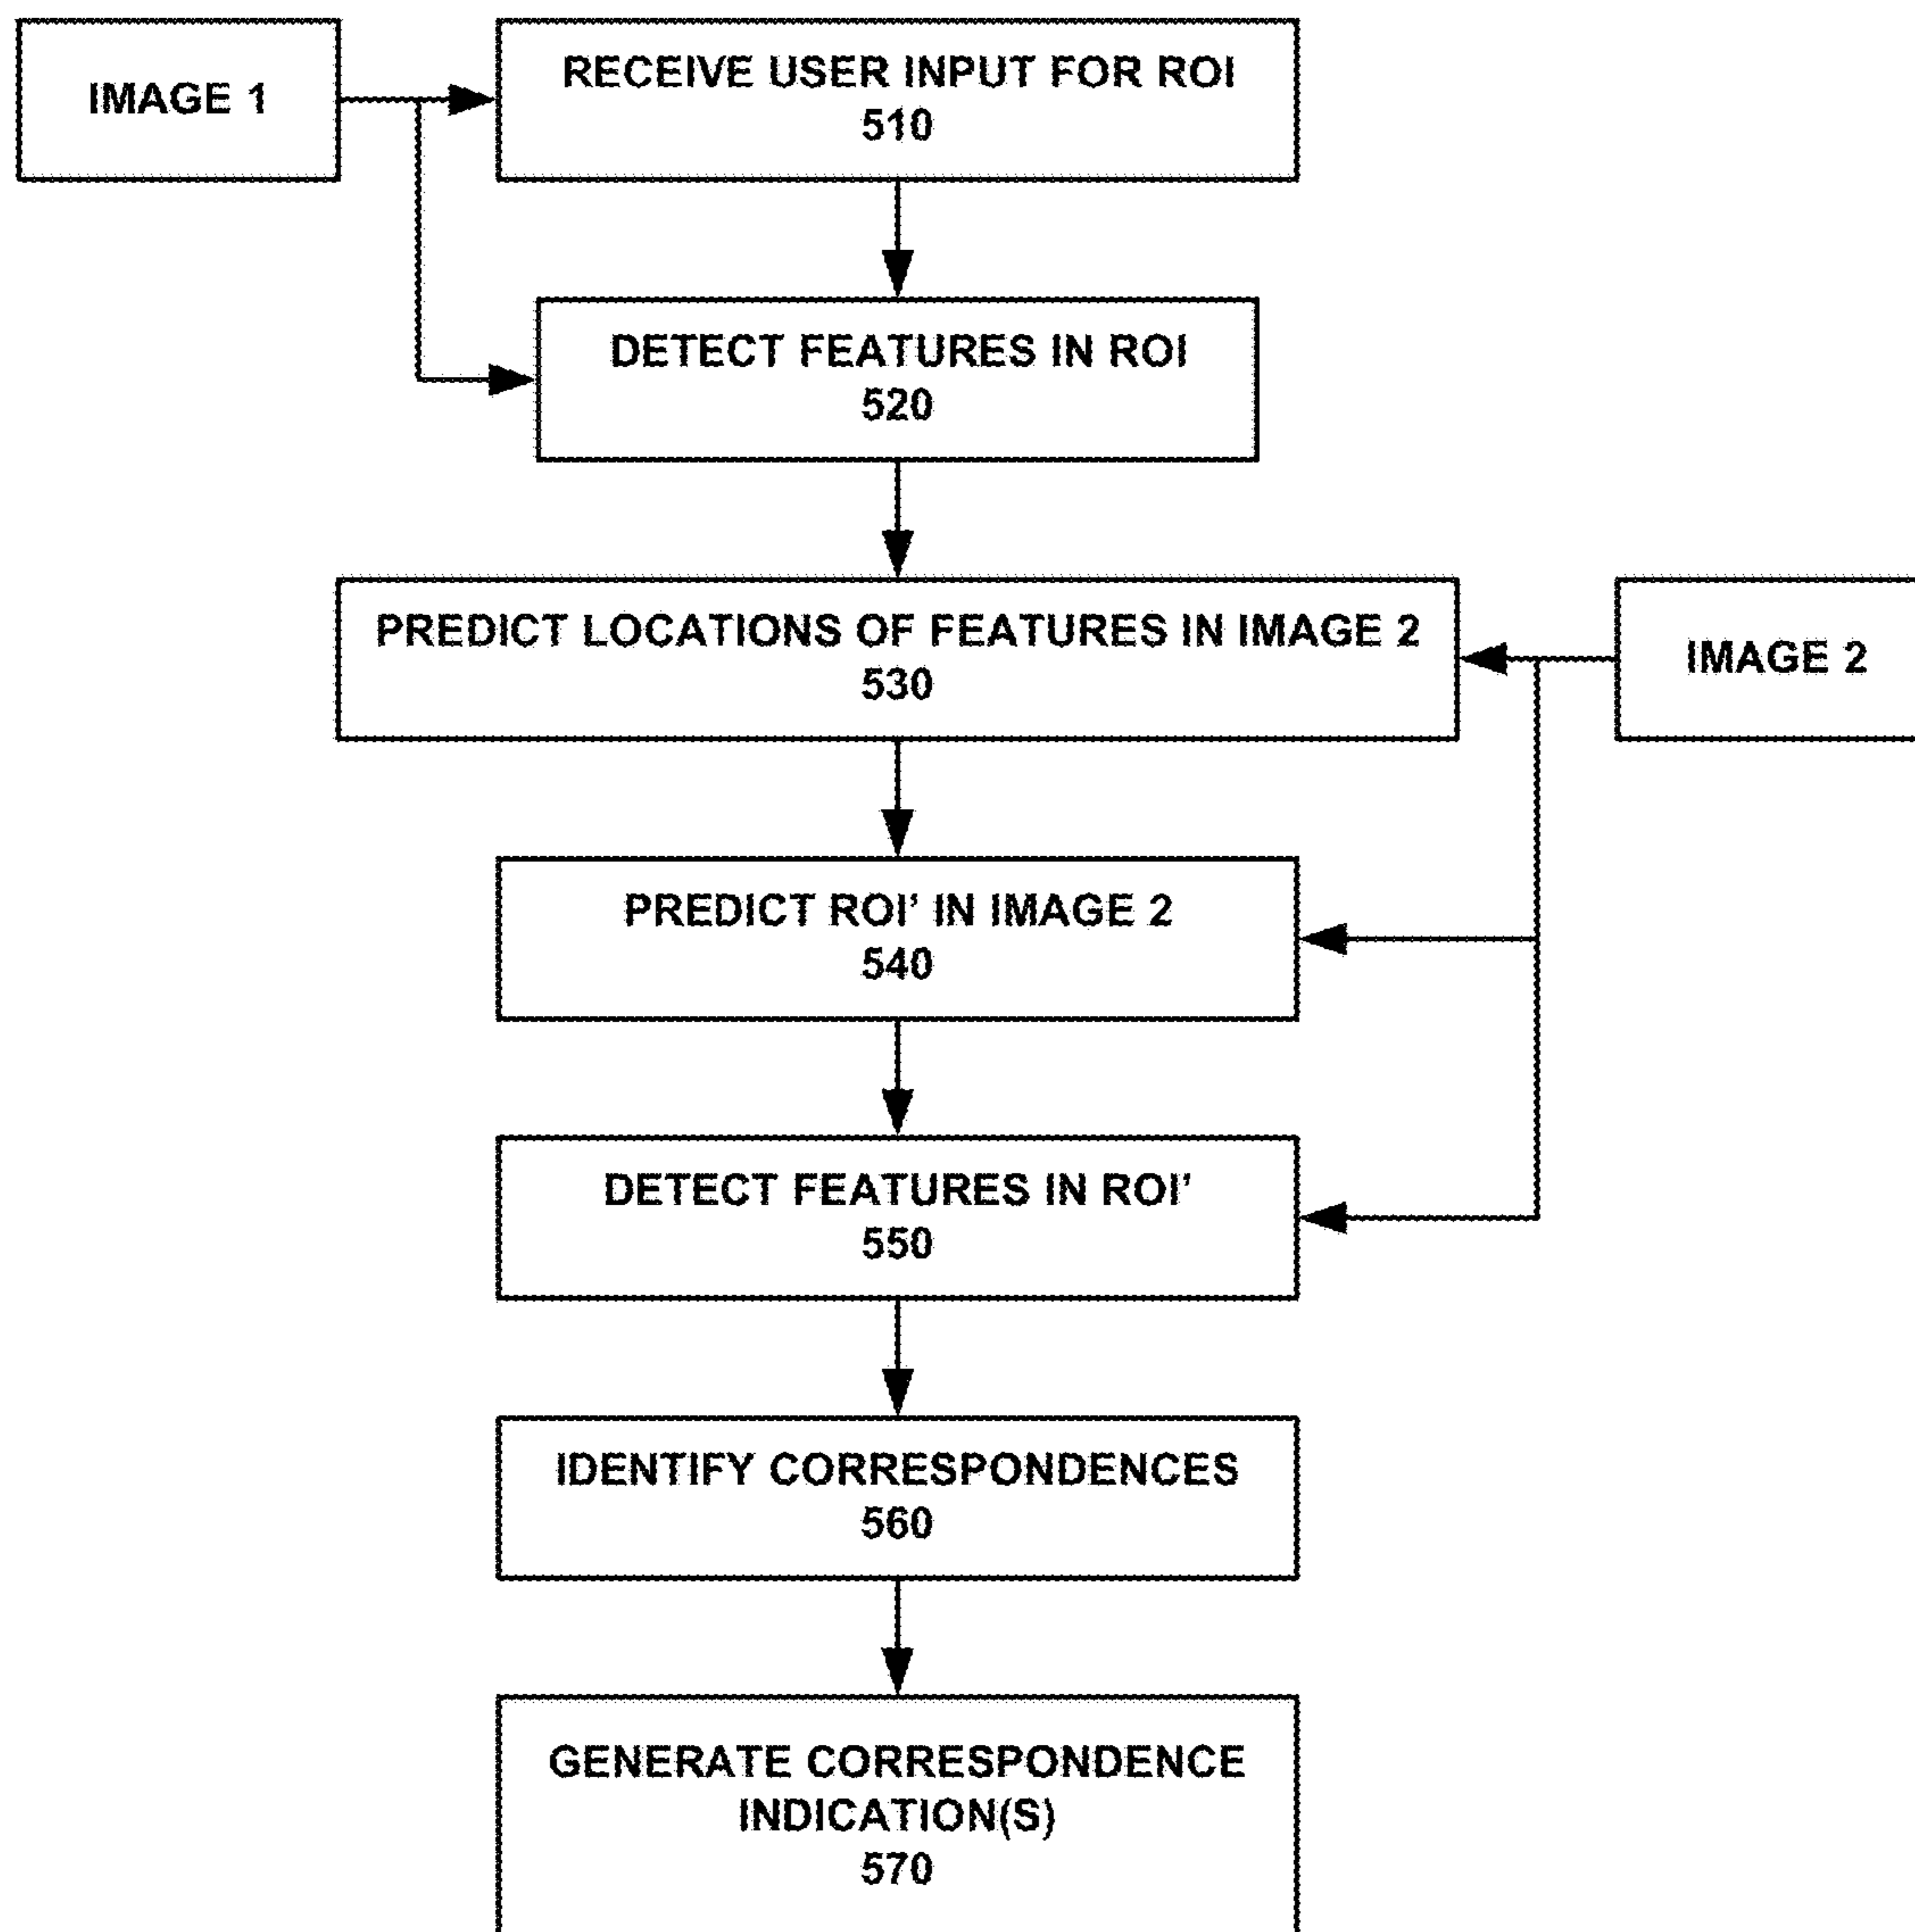 IMAGE 1
RECEIVE USER INPUT FOR ROI
510
DETECT FEATURES IN ROI
520
PREDICT LOCATIONS OF FEATURES IN IMAGE 2
530
IMAGE 2
PREDICT ROI’ IN IMAGE 2
540
DETECT FEATURES IN ROI’
550
IDENTIFY CORRESPONDENCES
560
GENERATE CORRESPONDENCE
INDICATION(S)
570